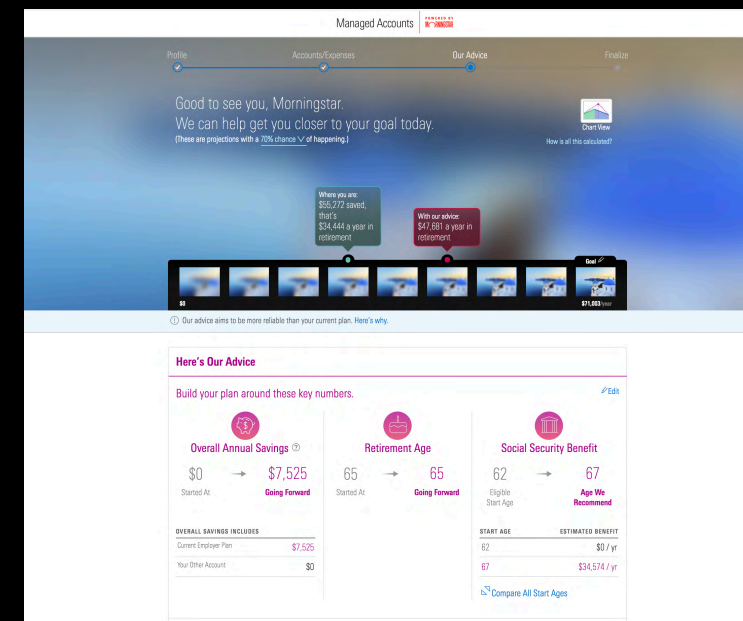 Managed Accounts
POWERED BY
MORNINGSTAR
Profile
Accounts/Expenses
Our Advice
Finalize
Good to see you, Morningstar.
We can help get you closer to your goal today.
(These are projections with a 70% chance of happening.)
Chart View
How is all this calculated?
Where you are:
$55,272 saved,
that's
$34,444 a year in
retirement
With our advice:
$47,681 a year in
retirement
Goal
$0
$71,003/year
Our advice aims to be more reliable than your current plan. Here's why.
Here's Our Advice
Build your plan around these key numbers.
Edit
Overall Annual Savings
$0 → $7,525
Started At Going Forward
OVERALL SAVINGS INCLUDES
Current Employer Plan $7,525
Your Other Account $0
Retirement Age
65 → 65
Started At Going Forward
Social Security Benefit
62 → 67
Eligible
Start Age
Age We
Recommend
START AGE ESTIMATED BENEFIT
62 $0 / yr
67 $34,574 / yr
Compare All Start Ages